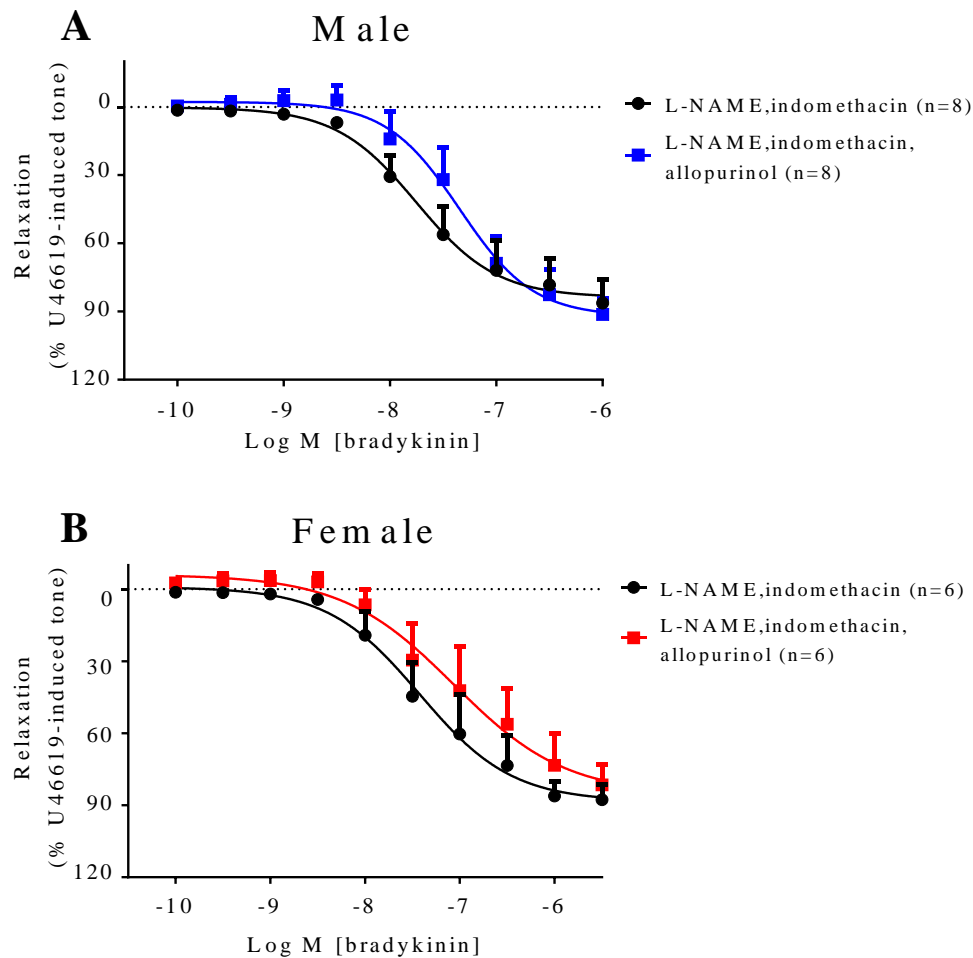 A
Male
0
30
60
90
120
Relaxation
(% U46619-induced tone)
-10
-9
-8
-7
-6
Log M [bradykinin]
L-NAME,indomethacin (n=8)
L-NAME,indomethacin,
allopurinol (n=8)
B
Female
0
30
60
90
120
Relaxation
(% U46619-induced tone)
-10
-9
-8
-7
-6
Log M [bradykinin]
L-NAME,indomethacin (n=6)
L-NAME,indomethacin,
allopurinol (n=6)